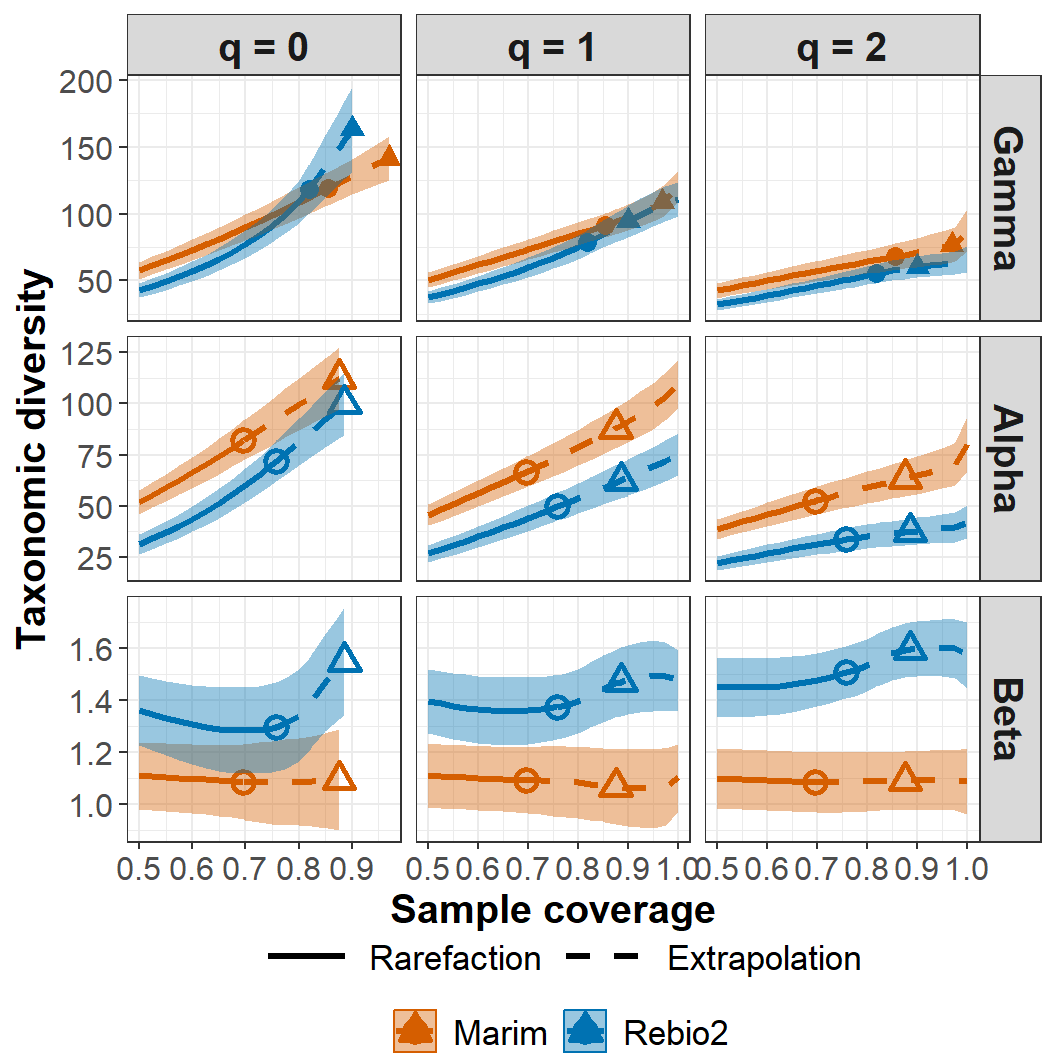 q = 0 q = 1 q = 2
Taxonomic diversity
200
150
100
50
Gamma
125
100
75
50
25
Alpha
1.6
1.4
1.2
1.0
Beta
0.5 0.6 0.7 0.8 0.9 0.5 0.6 0.7 0.8 0.9 1.0 0.5 0.6 0.7 0.8 0.9 1.0
Sample coverage
Rarefaction Extrapolation
Marim Rebio2